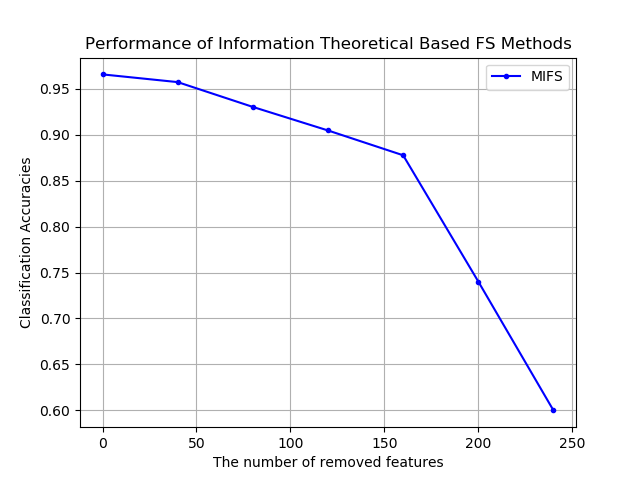 Performance of Information Theoretical Based FS Methods
MIFS
Classification Accuracies
0.95
0.90
0.85
0.80
0.75
0.70
0.65
0.60
0 50 100 150 200 250
The number of removed features